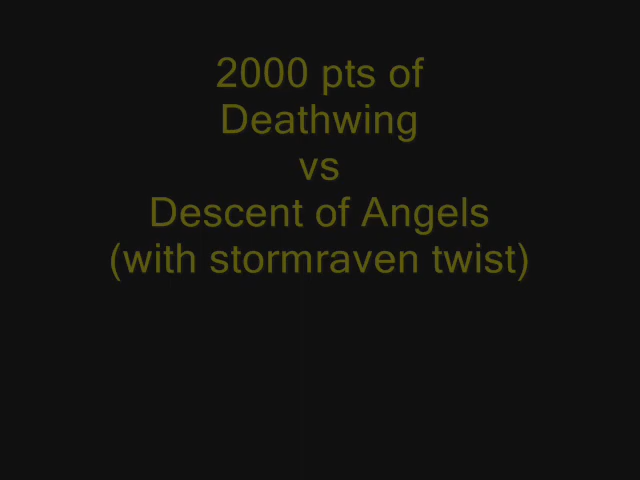 2000 pts of
Deathwing
vs
Descent of Angels
(with stormraven twist)